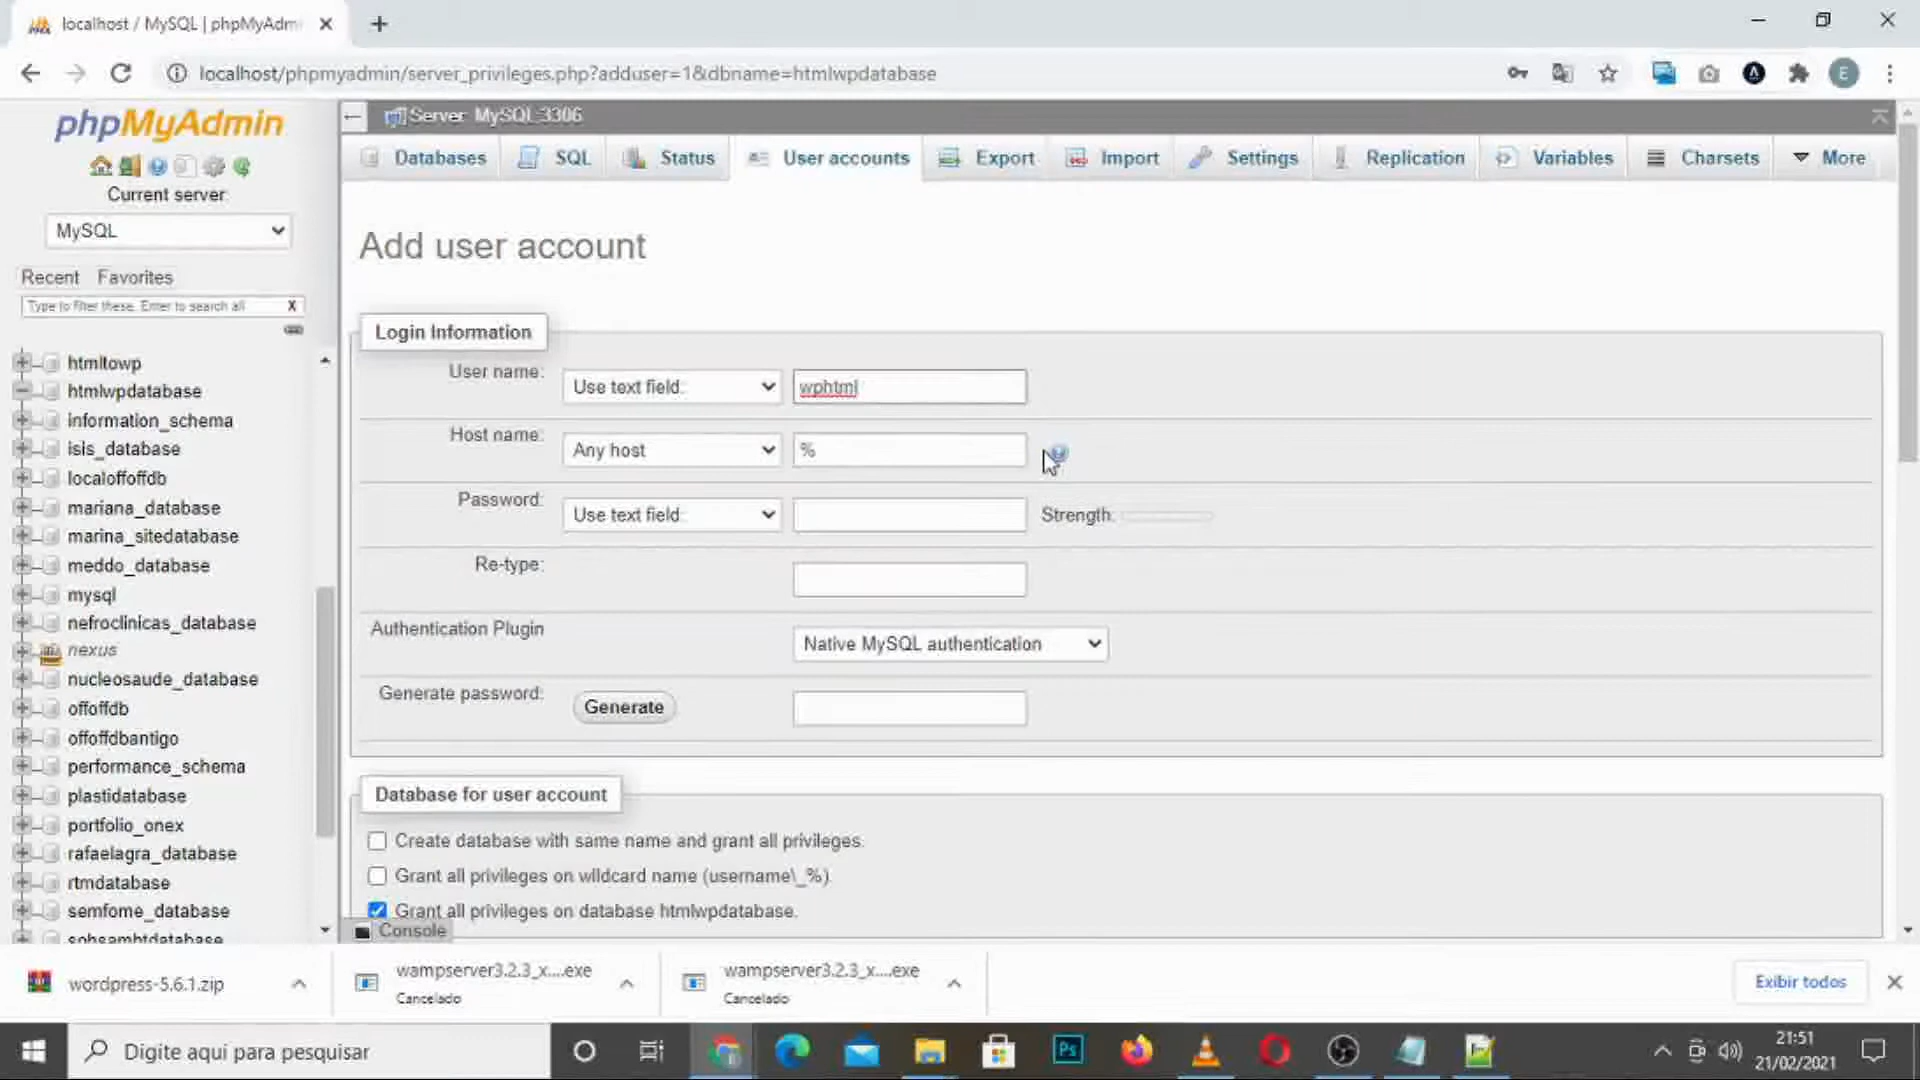 localhost / MySQL | phpMyAdmi
localhost/phpmyadmin/server_privileges.php?adduser=1&dbname=htmlwpdatabase
E
phpMyAdmin
Current server:
MySQL
Recent Favorites
Type to filter these, Enter to search all X
htmltowp
htmlwpdatabase
information_schema
isis_database
localoffoffdb
mariana_database
marina_sitedatabase
meddo_database
mysql
nefroclinicas_database
nexus
nucleosaude_database
offoffdb
offoffdbantigo
performance_schema
plastidatabase
portfolio_onex
rafaelagra_database
rtmdatabase
semfome_database
Server: MySQL:3306
Databases SQL Status User accounts Export Import Settings Replication Variables Charsets More
Add user account
Login Information
User name: Use text field: wphtml
Host name: Any host %
Password: Use text field: Strength:
Re-type:
Authentication Plugin Native MySQL authentication
Generate password: Generate
Database for user account
Create database with same name and grant all privileges.
Grant all privileges on wildcard name (username\_%).
Grant all privileges on database htmlwpdatabase.
Console
wordpress-5.6.1.zip
wampserver3.2.3_x....exe
Cancelado
wampserver3.2.3_x....exe
Cancelado
Exibir todos
Digite aqui para pesquisar
Ps
21:51
21/02/2021